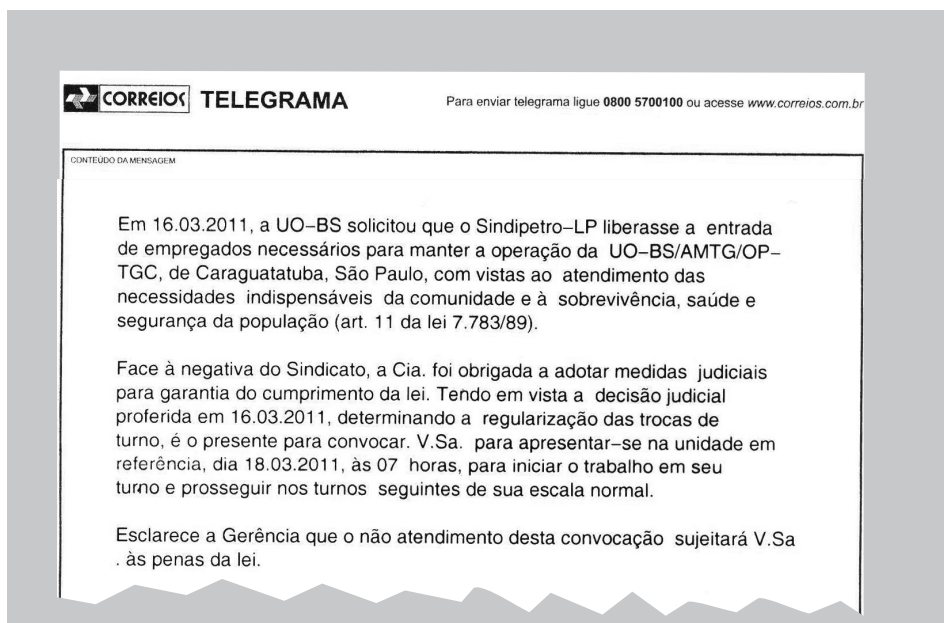 CORREIOS TELEGRAMA
Para enviar telegrama ligue 0800 5700100 ou acesse www.correios.com.br
CONTEÚDO DA MENSAGEM
Em 16.03.2011, a UO–BS solicitou que o Sindipetro–LP liberasse a entrada
de empregados necessários para manter a operação da UO–BS/AMTG/OP–
TGC, de Caraguatatuba, São Paulo, com vistas ao atendimento das
necessidades indispensáveis da comunidade e à sobrevivência, saúde e
segurança da população (art. 11 da lei 7.783/89).
Face à negativa do Sindicato, a Cia. foi obrigada a adotar medidas judiciais
para garantia do cumprimento da lei. Tendo em vista a decisão judicial
proferida em 16.03.2011, determinando a regularização das trocas de
turno, é o presente para convocar. V.Sa. para apresentar–se na unidade em
referência, dia 18.03.2011, às 07 horas, para iniciar o trabalho em seu
turno e prosseguir nos turnos seguintes de sua escala normal.
Esclarece a Gerência que o não atendimento desta convocação sujeitará V.Sa
. às penas da lei.